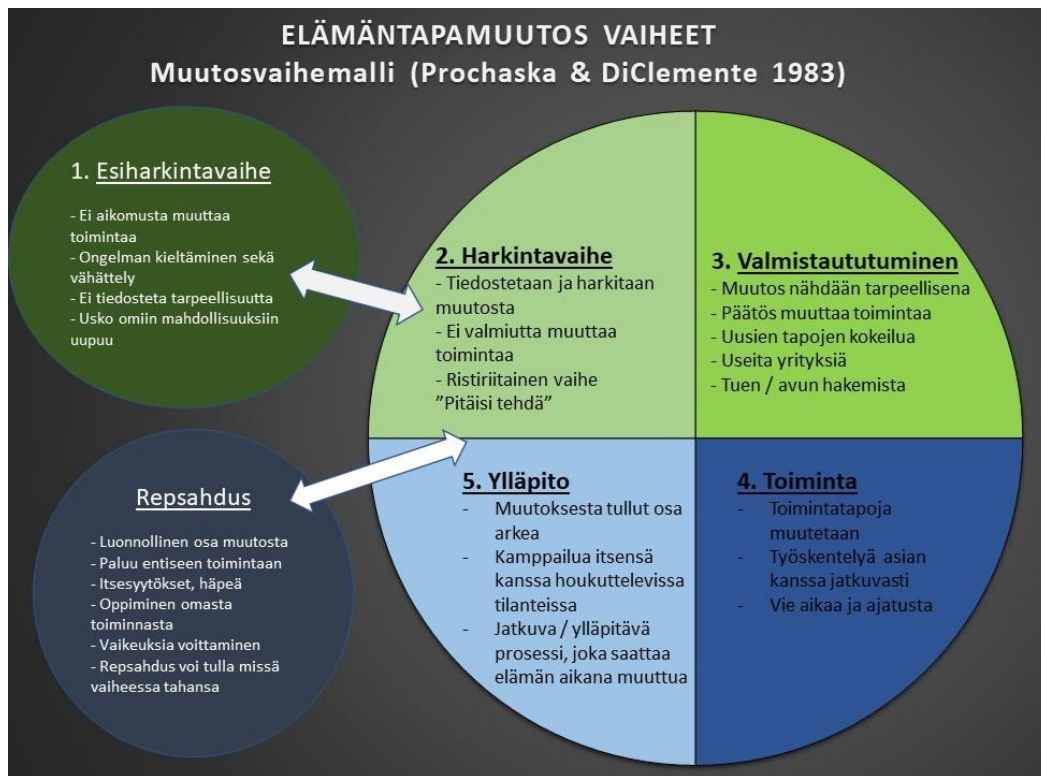 ELÄMÄNTAPAMUUTOS VAIHEET
Muutosvaihemalli (Prochaska & DiClemente 1983)
1. Esiharkintavaihe
- Ei aikomusta muuttaa
toimintaa
- Ongelman kieltäminen sekä
vähättely
- Ei tiedosteta tarpeellisuutta
- Usko omiin mahdollisuuksiin
uupuu
2. Harkintavaihe
- Tiedostetaan ja harkitaan
muutosta
- Ei valmiutta muuttaa
toimintaa
- Ristiriitainen vaihe
”Pitäisi tehdä”
3. Valmistaututuminen
- Muutos nähdään tarpeellisena
- Päätös muuttaa toimintaa
- Uusien tapojen kokeilua
- Useita yrityksiä
- Tuen / avun hakemista
4. Toiminta
- Toimintatapoja
muutetaan
- Työskentelyä asian
kanssa jatkuvasti
- Vie aikaa ja ajatusta
5. Ylläpito
- Muutoksesta tullut osa
arkea
- Kamppailua itsensä
kanssa houkuttelevissa
tilanteissa
- Jatkuva / ylläpitävä
prosessi, joka saattaa
elämän aikana muuttua
Repsahdus
- Luonnollinen osa muutosta
- Paluu entiseen toimintaan
- Itsesyytökset, häpeä
- Oppiminen omasta
toiminnasta
- Vaikeuksia voittaminen
- Repsahdus voi tulla missä
vaiheessa tahansa